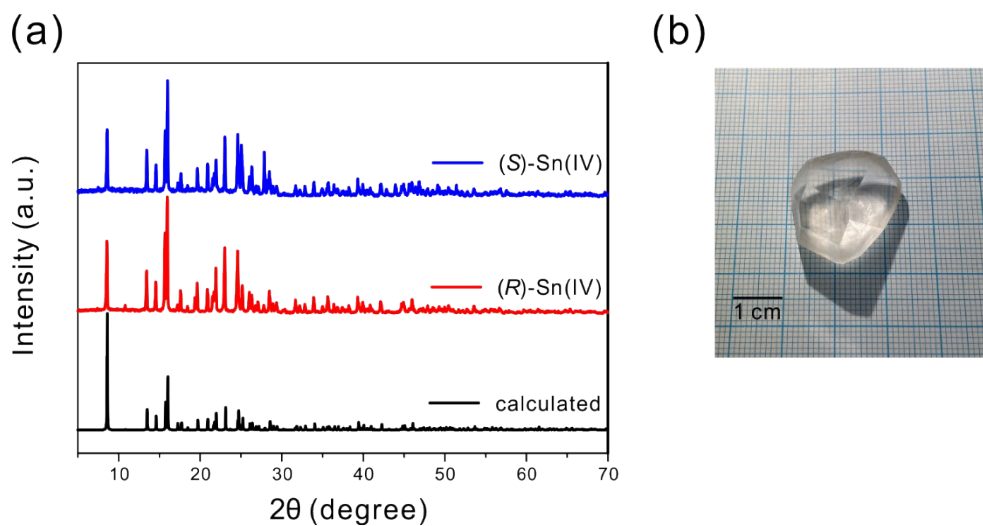 (a)
Intensity (a.u.)
(S)-Sn(IV)
(R)-Sn(IV)
calculated
10 20 30 40 50 60 70
2θ (degree)
(b)
1 cm